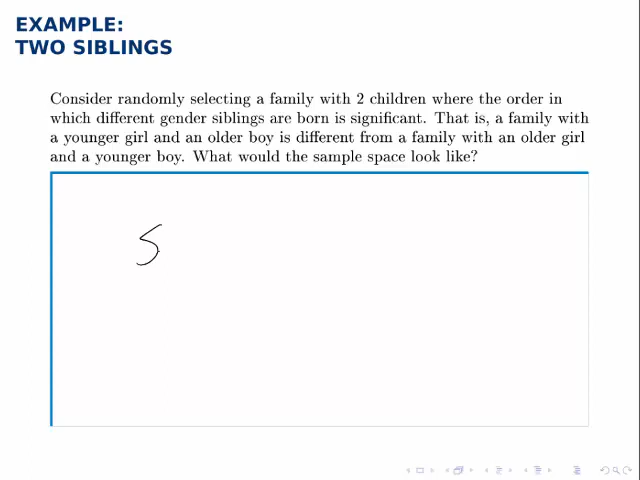 EXAMPLE:
TWO SIBLINGS
Consider randomly selecting a family with 2 children where the order in
which different gender siblings are born is significant. That is, a family with
a younger girl and an older boy is different from a family with an older girl
and a younger boy. What would the sample space look like?
S